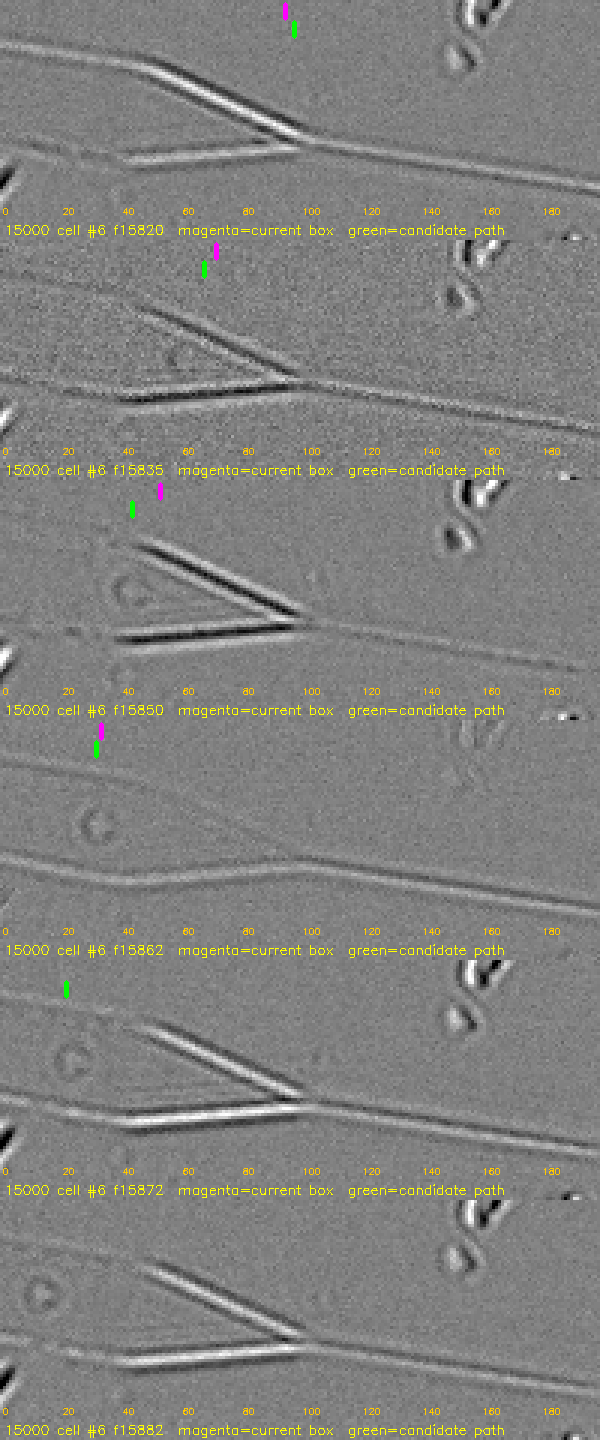 0 20 40 60 80 100 120 140 160 180
15000 cell #6 f15820 magenta=current box green=candidate path
0 20 40 60 80 100 120 140 160 180
15000 cell #6 f15835 magenta=current box green=candidate path
0 20 40 60 80 100 120 140 160 180
15000 cell #6 f15850 magenta=current box green=candidate path
0 20 40 60 80 100 120 140 160 180
15000 cell #6 f15862 magenta=current box green=candidate path
0 20 40 60 80 100 120 140 160 180
15000 cell #6 f15872 magenta=current box green=candidate path
0 20 40 60 80 100 120 140 160 180
15000 cell #6 f15882 magenta=current box green=candidate path